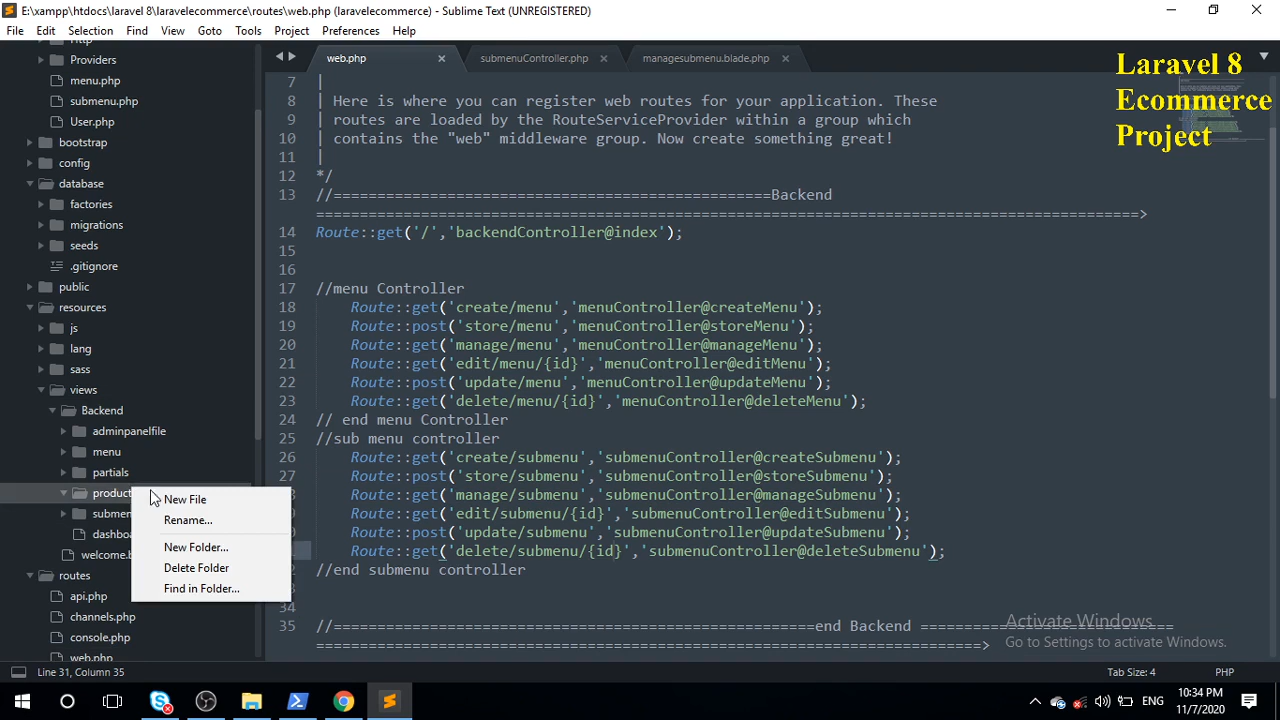 E:\xampp\htdocs\laravel 8\laravelecommerce\routes\web.php (laravelecommerce) - Sublime Text (UNREGISTERED)
File Edit Selection Find View Goto Tools Project Preferences Help
web.php submenuController.php managesubmenu.blade.php
Laravel 8
Ecommerce
Project
Providers
menu.php
submenu.php
User.php
bootstrap
config
database
factories
migrations
seeds
.gitignore
public
resources
js
lang
sass
views
Backend
adminpanelfile
menu
partials
product
submen
dashboa
welcome.b
routes
api.php
channels.php
console.php
web.php
New File
Rename...
New Folder...
Delete Folder
Find in Folder...
7 |
8 | Here is where you can register web routes for your application. These
9 | routes are loaded by the RouteServiceProvider within a group which
10 | contains the "web" middleware group. Now create something great!
11 |
12 */
13 //==================================================Backend
==============================================================================================>
14 Route::get('/','backendController@index');
15
16
17 //menu Controller
18 Route::get('create/menu','menuController@createMenu');
19 Route::post('store/menu','menuController@storeMenu');
20 Route::get('manage/menu','menuController@manageMenu');
21 Route::get('edit/menu/{id}','menuController@editMenu');
22 Route::post('update/menu','menuController@updateMenu');
23 Route::get('delete/menu/{id}','menuController@deleteMenu');
24 // end menu Controller
25 //sub menu controller
26 Route::get('create/submenu','submenuController@createSubmenu');
27 Route::post('store/submenu','submenuController@storeSubmenu');
Route::get('manage/submenu','submenuController@manageSubmenu');
Route::get('edit/submenu/{id}','submenuController@editSubmenu');
Route::post('update/submenu','submenuController@updateSubmenu');
Route::get('delete/submenu/{id}','submenuController@deleteSubmenu');
//end submenu controller
34
35 //=======================================================end Backend =============================
============================================================================>
Activate Windows
Go to Settings to activate Windows.
Line 31, Column 35 Tab Size: 4 PHP
ENG
10:34 PM
11/7/2020